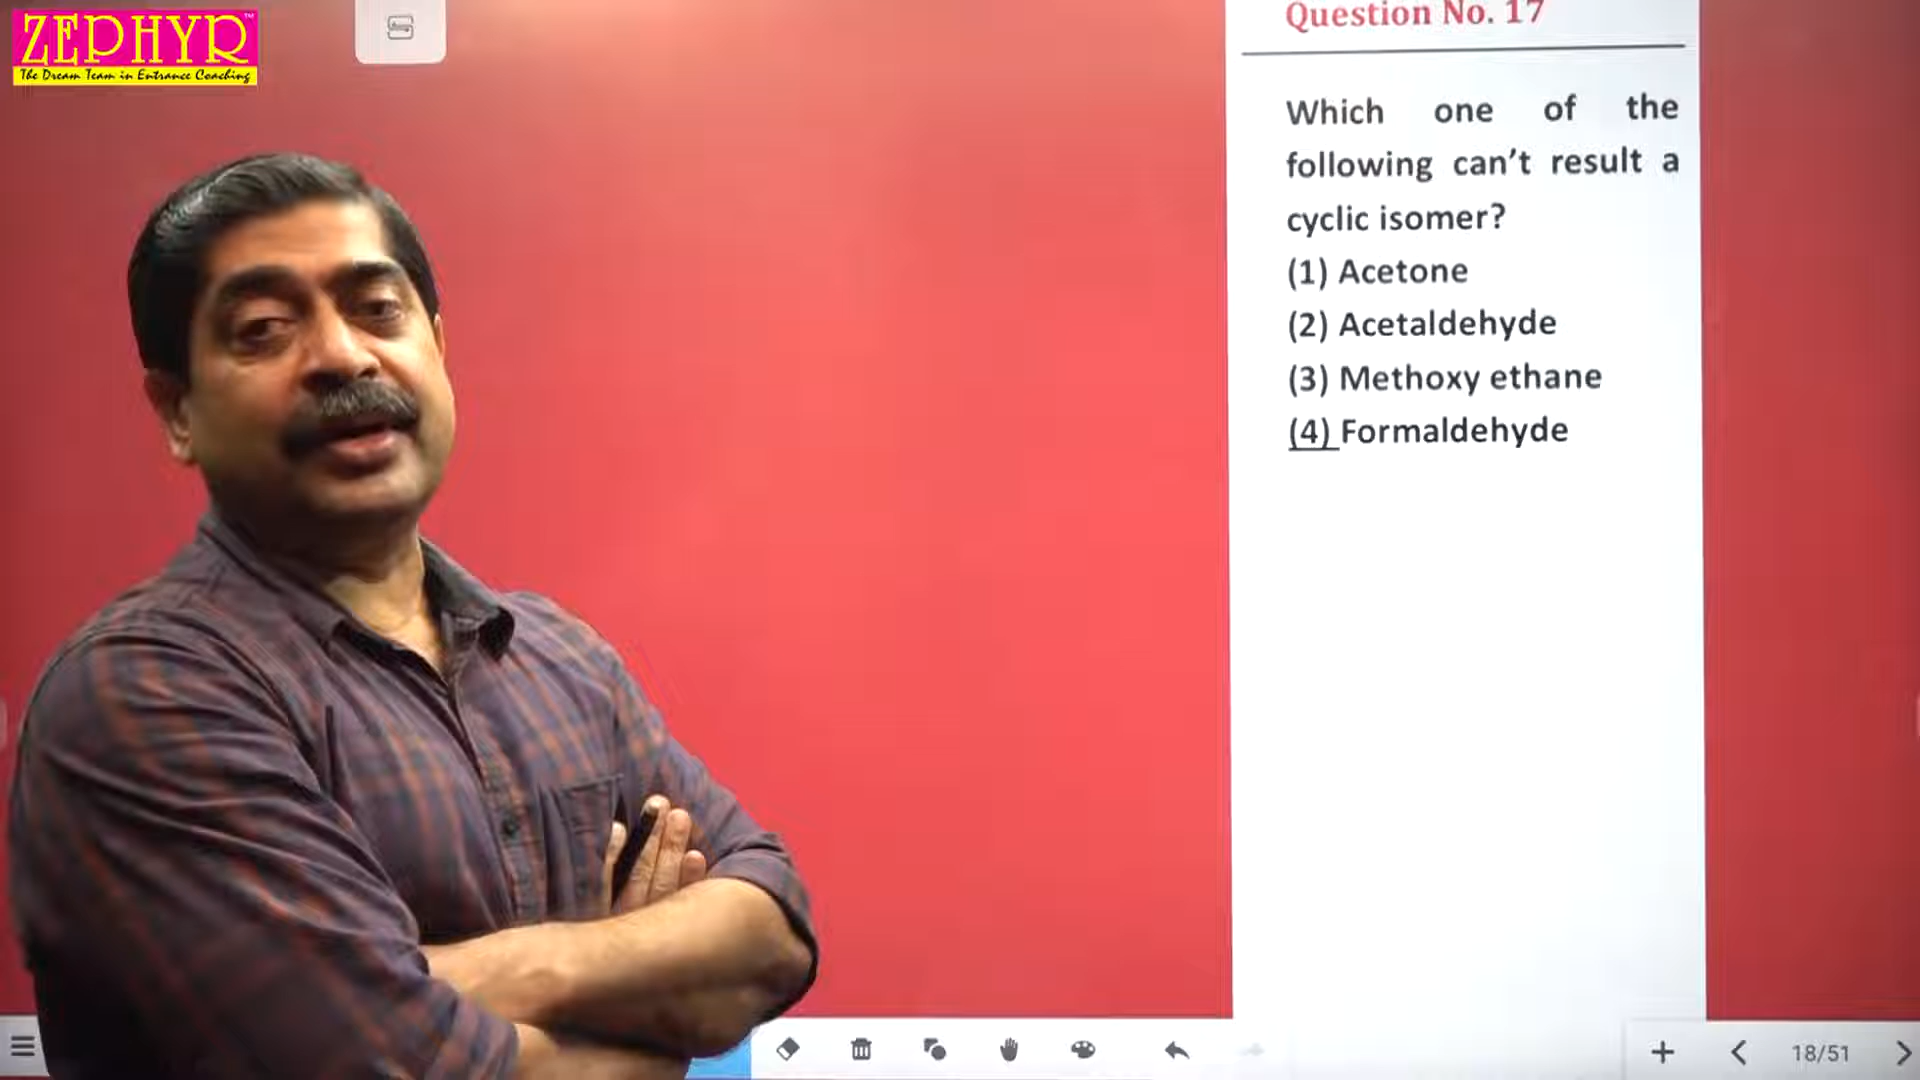 ZEPHYR™
The Dream Team in Entrance Coaching
Question No. 17
Which one of the
following can't result a
cyclic isomer?
(1) Acetone
(2) Acetaldehyde
(3) Methoxy ethane
(4) Formaldehyde
18/51